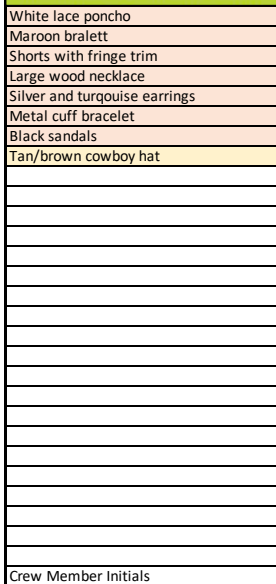 White lace poncho
Maroon bralett
Shorts with fringe trim
Large wood necklace
Silver and turqouise earrings
Metal cuff bracelet
Black sandals
Tan/brown cowboy hat
Crew Member Initials